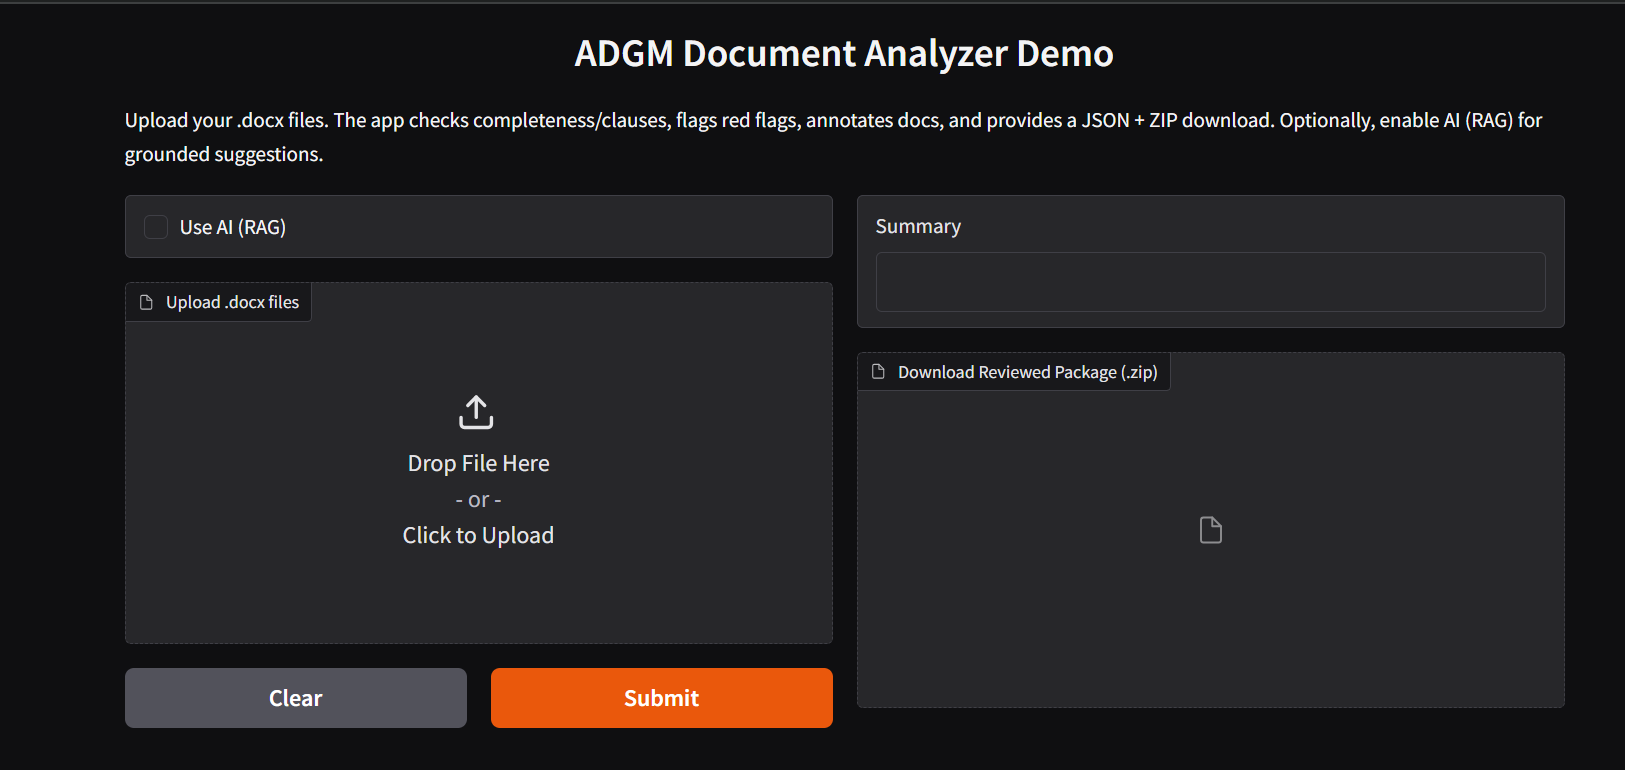 ADGM Document Analyzer Demo
Upload your .docx files. The app checks completeness/clauses, flags red flags, annotates docs, and provides a JSON + ZIP download. Optionally, enable AI (RAG) for
grounded suggestions.
Use AI (RAG)
Upload .docx files
Drop File Here
- or -
Click to Upload
Clear
Submit
Summary
Download Reviewed Package (.zip)